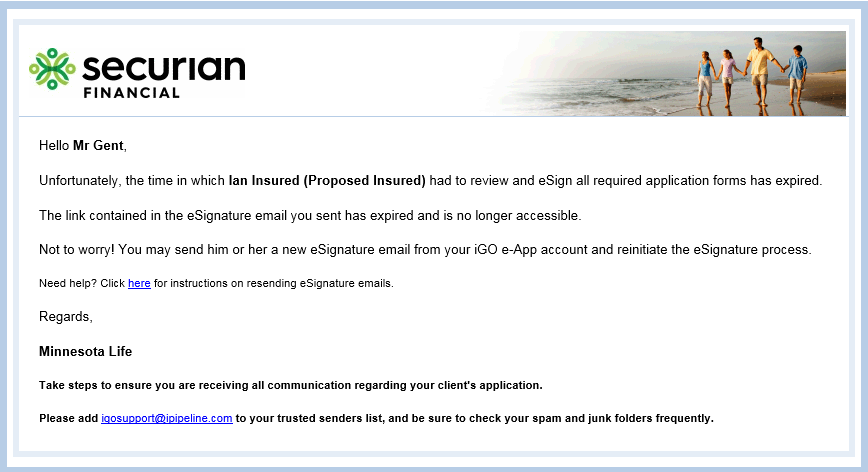 securian
FINANCIAL
Hello Mr Gent,
Unfortunately, the time in which Ian Insured (Proposed Insured) had to review and eSign all required application forms has expired.
The link contained in the eSignature email you sent has expired and is no longer accessible.
Not to worry! You may send him or her a new eSignature email from your iGO e-App account and reinitiate the eSignature process.
Need help? Click here for instructions on resending eSignature emails.
Regards,
Minnesota Life
Take steps to ensure you are receiving all communication regarding your client's application.
Please add igosupport@ipipeline.com to your trusted senders list, and be sure to check your spam and junk folders frequently.